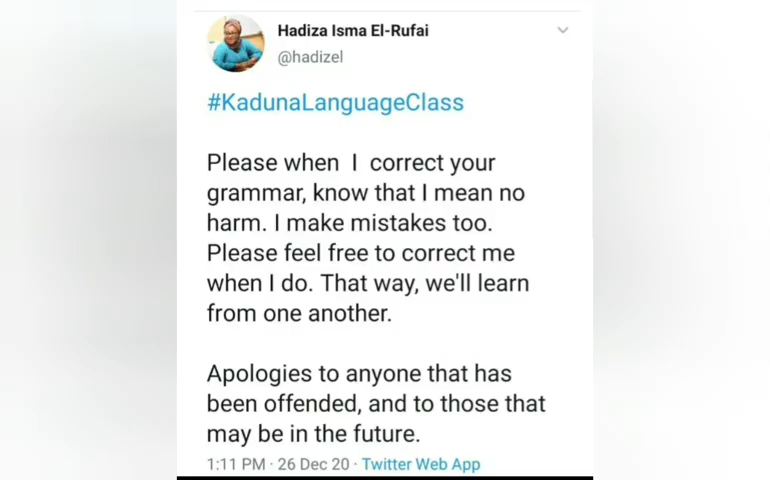 Hadiza Isma El-Rufai
@hadizel
#KadunaLanguageClass
Please when I correct your
grammar, know that I mean no
harm. I make mistakes too.
Please feel free to correct me
when I do. That way, we'll learn
from one another.
Apologies to anyone that has
been offended, and to those that
may be in the future.
1:11 PM · 26 Dec 20 · Twitter Web App